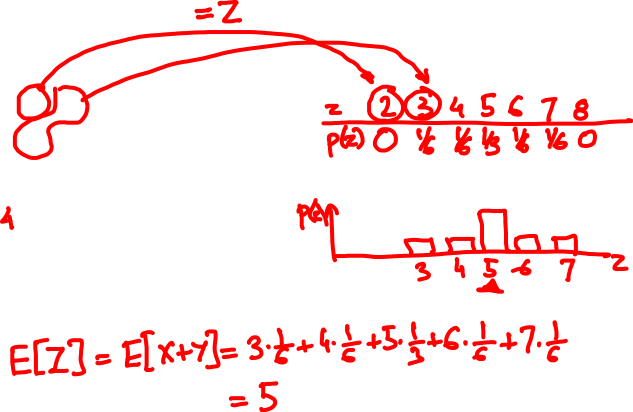 = Z
z 2 3 4 5 6 7 8
p(z) 0 1/6 1/6 1/3 1/6 1/6 0
4
p(z)
3 4 5 6 7 z
E[Z] = E[X+Y] = 3·1/6 + 4·1/6 + 5·1/3 + 6·1/6 + 7·1/6
= 5